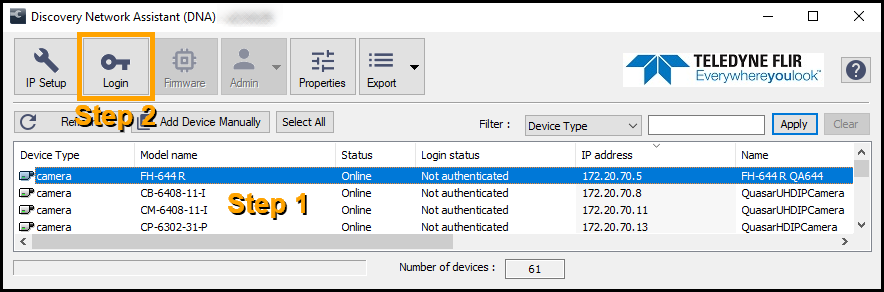 Discovery Network Assistant (DNA)
IP Setup Login Firmware Admin Properties Export
TELEDYNE FLIR
Everywhereyoulook™
?
Step 2
Add Device Manually Select All Filter : Device Type Apply Clear
Device Type Model name Status Login status IP address Name
camera FH-644 R Online Not authenticated 172.20.70.5 FH-644 R QA644
camera CB-6408-11-I Online Not authenticated 172.20.70.8 QuasarUHDIPCamera
Step 1
camera CM-6408-11-I Online Not authenticated 172.20.70.11 QuasarUHDIPCamera
camera CP-6302-31-P Online Not authenticated 172.20.70.13 QuasarHDIPCamera
Number of devices : 61